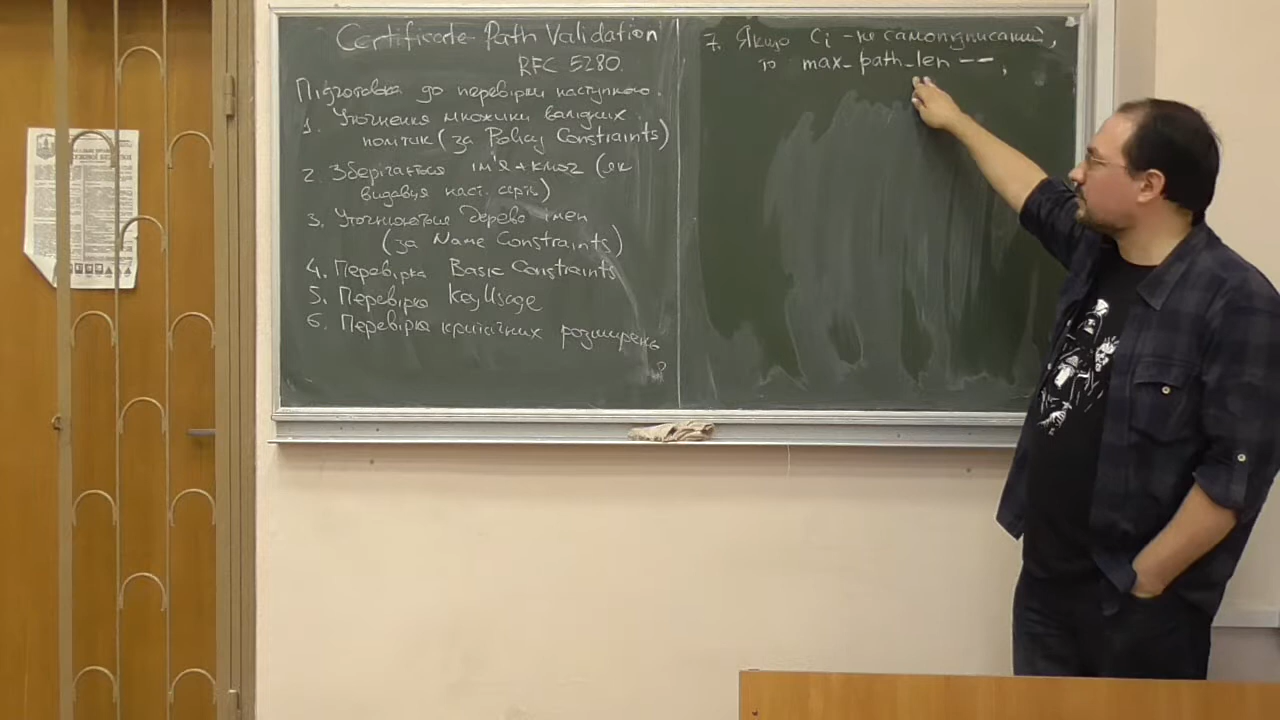 Certificate Path Validation
RFC 5280.
Підготовка до перевірки наступного.
1. Уточнення множини валідних
політик (за Policy Constraints)
2. Зберігається ім'я + ключ (як
видавця наст. серт.)
3. Уточнюється дерево імен
(за Name Constraints)
4. Перевірка Basic Constraints
5. Перевірка KeyUsage
6. Перевірка критичних розширень
7. Якщо Ci - не самопідписаний,
то max_path_len --;